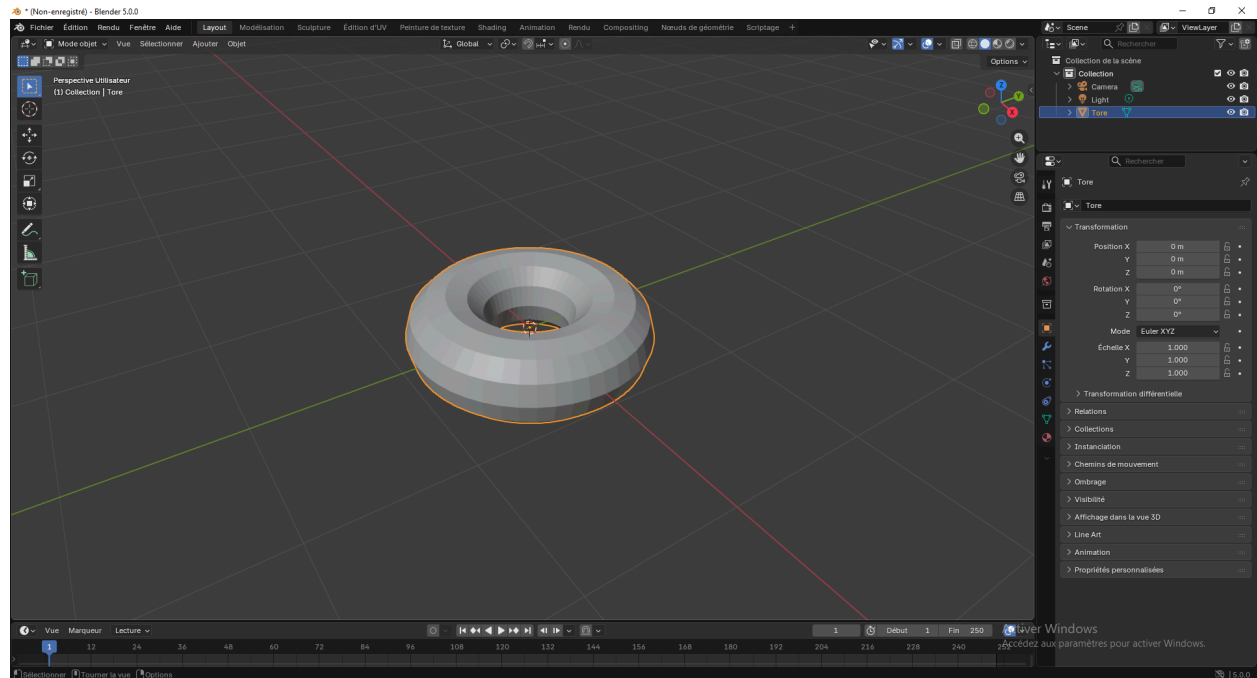 * (Non-enregistré) - Blender 5.0.0
Fichier Édition Rendu Fenêtre Aide Layout Modélisation Sculpture Édition d'UV Peinture de texture Shading Animation Rendu Compositing Nœuds de géométrie Scriptage + Scene ViewLayer
Mode objet Vue Sélectionner Ajouter Objet Global Rechercher
Options
Collection de la scène
Perspective Utilisateur
(1) Collection | Tore
Collection
Camera
Light
Tore
Z
Y
X
Rechercher
Tore
Tore
Transformation
Position X 0 m
Y 0 m
Z 0 m
Rotation X 0°
Y 0°
Z 0°
Mode Euler XYZ
Échelle X 1.000
Y 1.000
Z 1.000
Transformation différentielle
Relations
Collections
Instanciation
Chemins de mouvement
Ombrage
Visibilité
Affichage dans la vue 3D
Line Art
Animation
Propriétés personnalisées
Vue Marqueur Lecture 1 Début 1 Fin 250
Activer Windows
Accédez aux paramètres pour activer Windows.
1 12 24 36 48 60 72 84 96 108 120 132 144 156 168 180 192 204 216 228 240 252
Sélectionner Tourner la vue Options 5.0.0